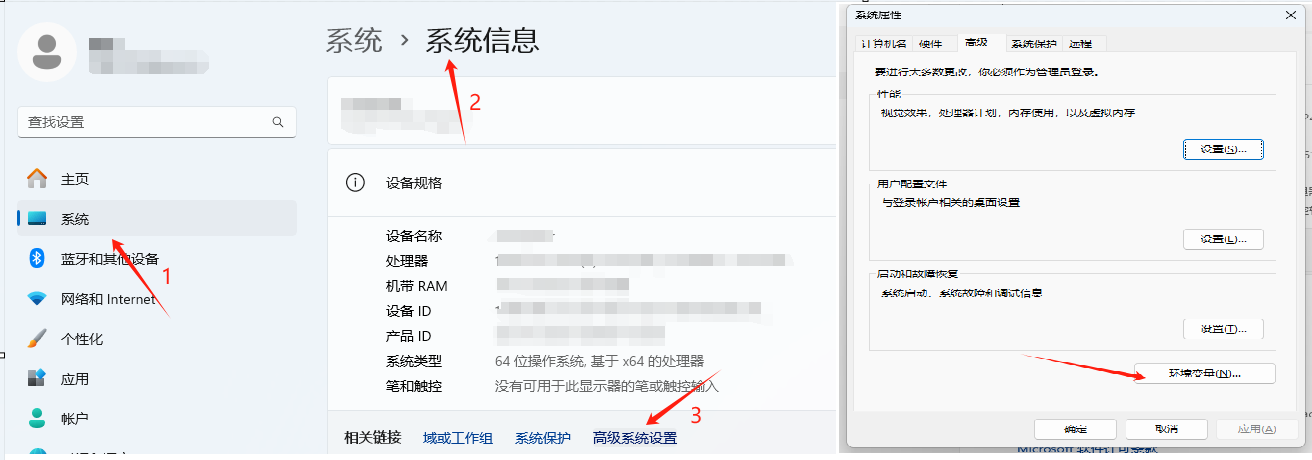 系统 › 系统信息
2
查找设置
主页
系统
1
蓝牙和其他设备
网络和 Internet
个性化
应用
帐户
设备规格
设备名称
处理器
机带 RAM
设备 ID
产品 ID
系统类型 64 位操作系统, 基于 x64 的处理器
笔和触控 没有可用于此显示器的笔或触控输入
3
相关链接 域或工作组 系统保护 高级系统设置
系统属性
计算机名 硬件 高级 系统保护 远程
要进行大多数更改，你必须作为管理员登录。
性能
视觉效果，处理器计划，内存使用，以及虚拟内存
设置(S)...
用户配置文件
与登录帐户相关的桌面设置
设置(E)...
启动和故障恢复
系统启动、系统故障和调试信息
设置(T)...
环境变量(N)...
确定 取消 应用(A)
Microsoft 软件许可条款